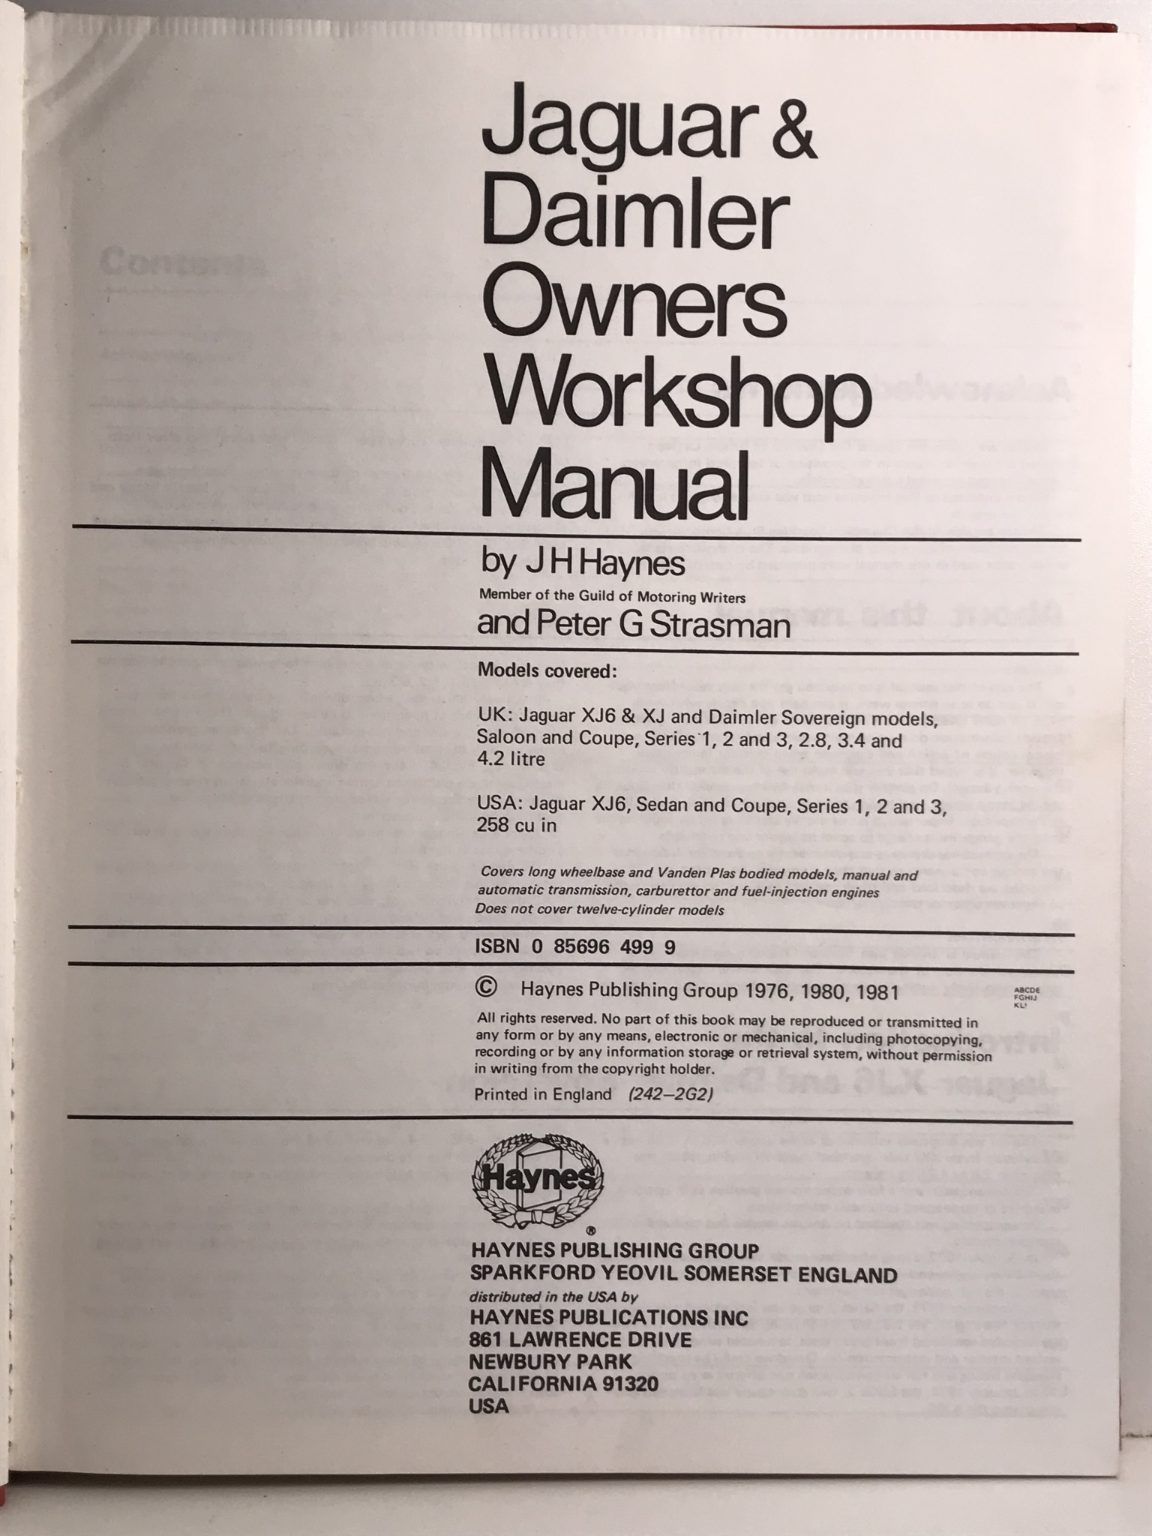 Jaguar &
Daimler
Owners
Workshop
Manual
by J H Haynes
Member of the Guild of Motoring Writers
and Peter G Strasman
Models covered:
UK: Jaguar XJ6 & XJ and Daimler Sovereign models,
Saloon and Coupe, Series 1, 2 and 3, 2.8, 3.4 and
4.2 litre
USA: Jaguar XJ6, Sedan and Coupe, Series 1, 2 and 3,
258 cu in
Covers long wheelbase and Vanden Plas bodied models, manual and
automatic transmission, carburettor and fuel-injection engines
Does not cover twelve-cylinder models
ISBN 0 85696 499 9
© Haynes Publishing Group 1976, 1980, 1981
ABCDE
FGHIJ
KL
All rights reserved. No part of this book may be reproduced or transmitted in
any form or by any means, electronic or mechanical, including photocopying,
recording or by any information storage or retrieval system, without permission
in writing from the copyright holder.
Printed in England (242—2G2)
Haynes
®
HAYNES PUBLISHING GROUP
SPARKFORD YEOVIL SOMERSET ENGLAND
distributed in the USA by
HAYNES PUBLICATIONS INC
861 LAWRENCE DRIVE
NEWBURY PARK
CALIFORNIA 91320
USA